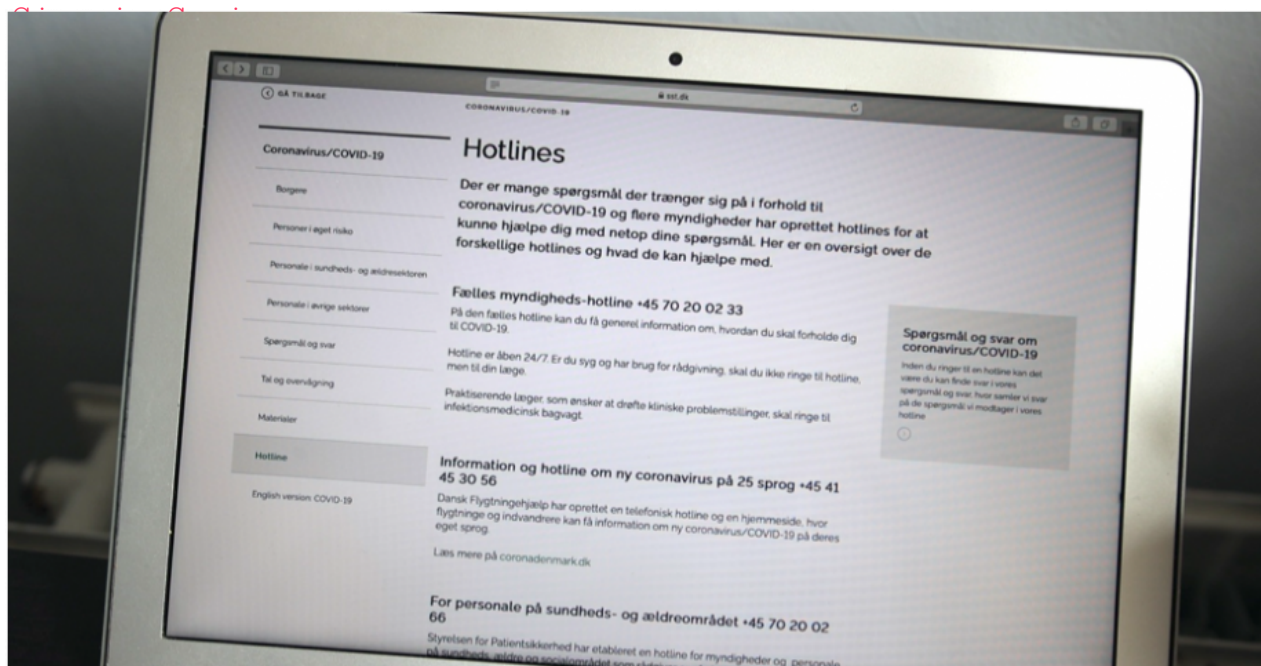 sst.dk
GÅ TILBAGE
CORONAVIRUS/COVID-19
Coronavirus/COVID-19
Borgere
Personer i øget risiko
Personale i sundheds- og ældresektoren
Personale i øvrige sektorer
Spørgsmål og svar
Tal og overvågning
Materialer
Hotline
English version: COVID-19
Hotlines
Der er mange spørgsmål der trænger sig på i forhold til
coronavirus/COVID-19 og flere myndigheder har oprettet hotlines for at
kunne hjælpe dig med netop dine spørgsmål. Her er en oversigt over de
forskellige hotlines og hvad de kan hjælpe med.
Fælles myndigheds-hotline +45 70 20 02 33
På den fælles hotline kan du få generel information om, hvordan du skal forholde dig
til COVID-19.
Hotline er åben 24/7. Er du syg og har brug for rådgivning, skal du ikke ringe til hotline,
men til din læge.
Praktiserende læger, som ønsker at drøfte kliniske problemstillinger, skal ringe til
infektionsmedicinsk bagvagt.
Information og hotline om ny coronavirus på 25 sprog +45 41
45 30 56
Dansk Flygtningehjælp har oprettet en telefonisk hotline og en hjemmeside, hvor
flygtninge og indvandrere kan få information om ny coronavirus/COVID-19 på deres
eget sprog.
Læs mere på coronadenmark.dk
For personale på sundheds- og ældreområdet +45 70 20 02
66
Styrelsen for Patientsikkerhed har etableret en hotline for myndigheder og personale
på sundheds, ældre og socialområdet som
Spørgsmål og svar om
coronavirus/COVID-19
Inden du ringer til en hotline kan det
være du kan finde svar i vores
spørgsmål og svar, hvor samler vi svar
på de spørgsmål vi modtager i vores
hotline